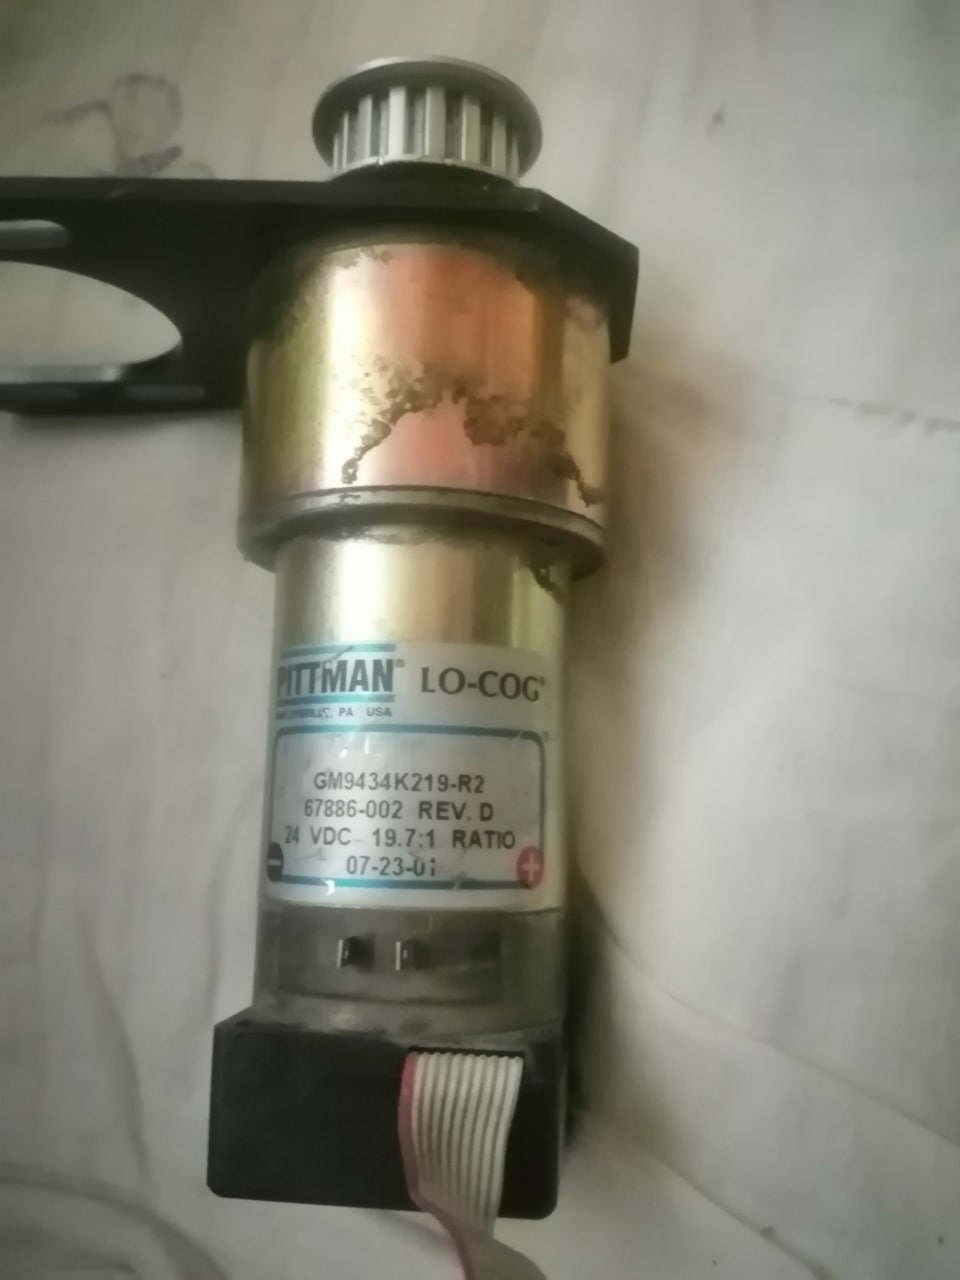 PITTMAN® LO-COG®
PA USA
GM9434K219-R2
67886-002 REV. D
24 VDC 19.7:1 RATIO
- 07-23-01 +